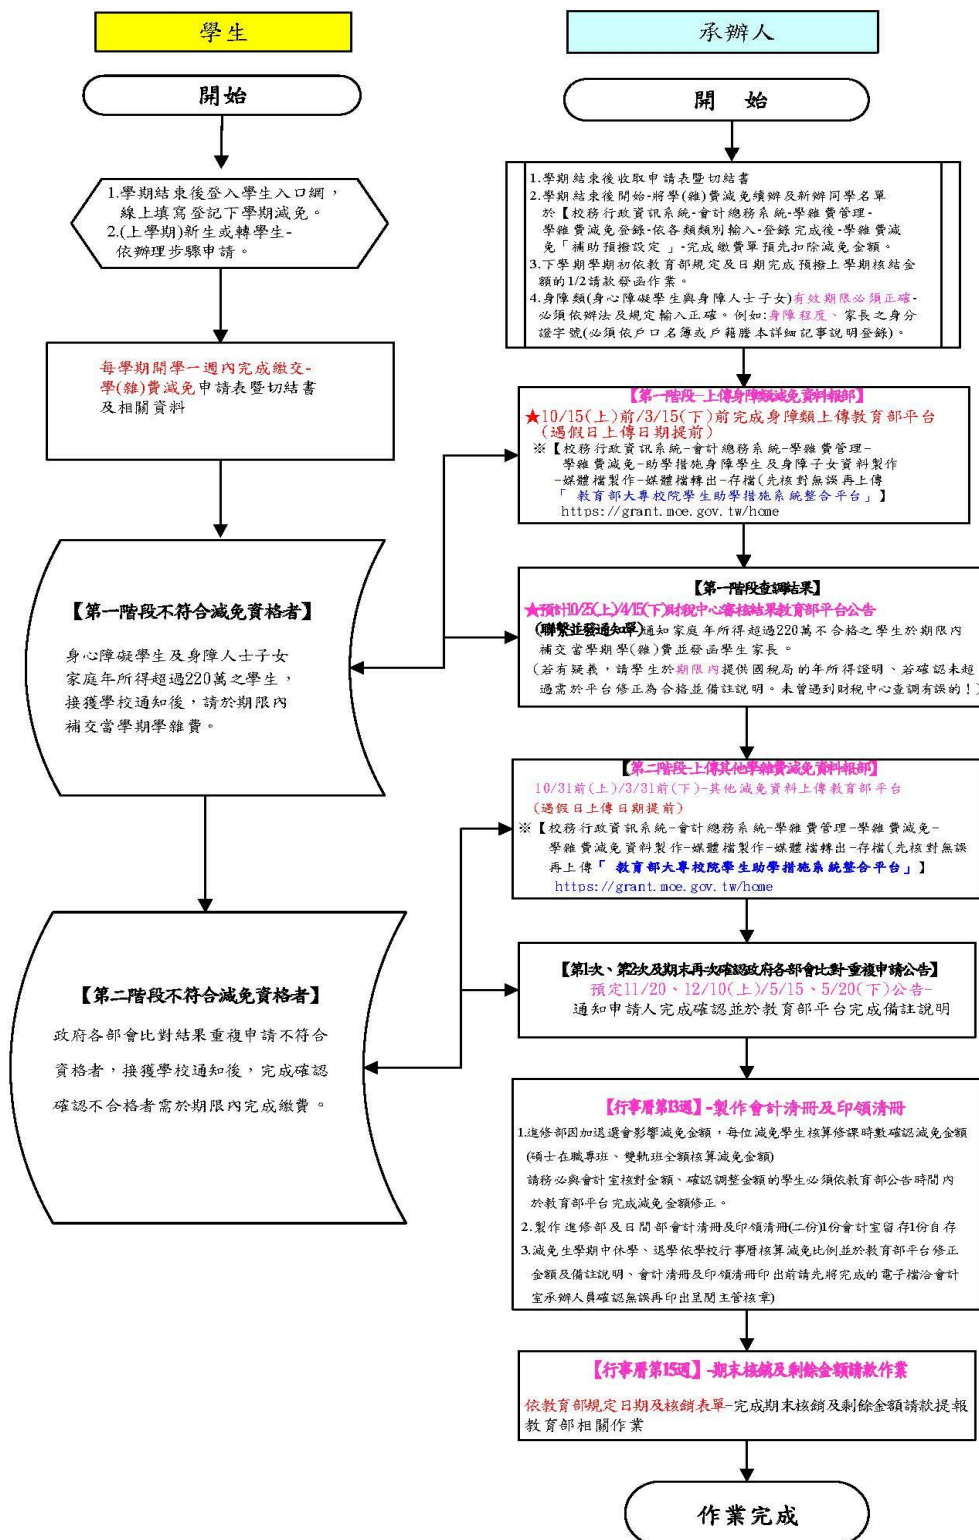 學生
開始
1.學期結束後登入學生入口網，
線上填寫登記下學期減免。
2.(上學期)新生或轉學生-
依辦理步驟申請。
每學期開學一週內完成繳交-
學(雜)費減免申請表暨切結書
及相關資料
【第一階段不符合減免資格者】
身心障礙學生及身障人士子女
家庭年所得超過220萬之學生，
接獲學校通知後，請於期限內
補交當學期學雜費。
【第二階段不符合減免資格者】
政府各部會比對結果重複申請不符合
資格者，接獲學校通知後，完成確認
確認不合格者需於期限內完成繳費。
承辦人
開 始
1.學期結束後收取申請表暨切結書
2.學期結束後開始-將學(雜)費減免續辦及新辦同學名單
於【校務行政資訊系統-會計總務系統-學雜費管理-
學雜費減免登錄-依各類類別輸入-登錄完成後-學雜費減
免「補助預撥設定」-完成繳費單預先扣除減免金額。
3.下學期學期初依教育部規定及日期完成預撥上學期核結金
額的1/2請款發函作業。
4.身障類(身心障礙學生與身障人士子女)有效期限必須正確-
必須依辦法及規定輸入正確。例如:身障程度、家長之身分
證字號(必須依戶口名簿或戶籍謄本詳細記事說明登錄)。
【第一階段-上傳身障類減免資料報部】
★10/15(上)前/3/15(下)前完成身障類上傳教育部平台
(遇假日上傳日期提前)
※【校務行政資訊系統-會計總務系統-學雜費管理-
學雜費減免-助學措施身障學生及身障子女資料製作
-媒體檔製作-媒體檔轉出-存檔(先核對無誤再上傳
「 教育部大專校院學生助學措施系統整合平台」】
https://grant.moe.gov.tw/home
【第一階段查調結果】
★預計10/25(上)/4/15(下)財稅中心審核結果教育部平台公告
(聯繫並發通知單)通知家庭年所得超過220萬不合格之學生於期限內
補交當學期學(雜)費並發函學生家長。
(若有疑義，請學生於期限內提供國稅局的年所得證明、若確認未超
過需於平台修正為合格並備註說明。未曾遇到財稅中心查調有誤的！)
【第二階段-上傳其他學雜費減免資料報部】
10/31前(上)/3/31前(下)-其他減免資料上傳教育部平台
(遇假日上傳日期提前)
※【校務行政資訊系統-會計總務系統-學雜費管理-學雜費減免-
學雜費減免資料製作-媒體檔製作-媒體檔轉出-存檔(先核對無誤
再上傳「 教育部大專校院學生助學措施系統整合平台」】
https://grant.moe.gov.tw/home
【第1次、第2次及期末再次確認政府各部會比對-重複申請公告】
預定11/20、12/10(上)/5/15、5/20(下)公告-
通知申請人完成確認並於教育部平台完成備註說明
【行事曆第13週】-製作會計清冊及印領清冊
1.進修部因加退選會影響減免金額，每位減免學生核算修課時數確認減免金額
(碩士在職專班、雙軌班全額核算減免金額)
請務必與會計室核對金額、確認調整金額的學生必須依教育部公告時間內
於教育部平台完成減免金額修正。
2.製作進修部及日間部會計清冊及印領清冊(二份)1份會計室留存1份自存
3.減免生學期中休學、退學依學校行事曆核算減免比例並於教育部平台修正
金額及備註說明、會計清冊及印領清冊印出前請先將完成的電子檔洽會計
室承辦人員確認無誤再印出呈閱主管核章)
【行事曆第15週】-期末核銷及剩餘金額請款作業
依教育部規定日期及核銷表單-完成期末核銷及剩餘金額請款提報
教育部相關作業
作業完成